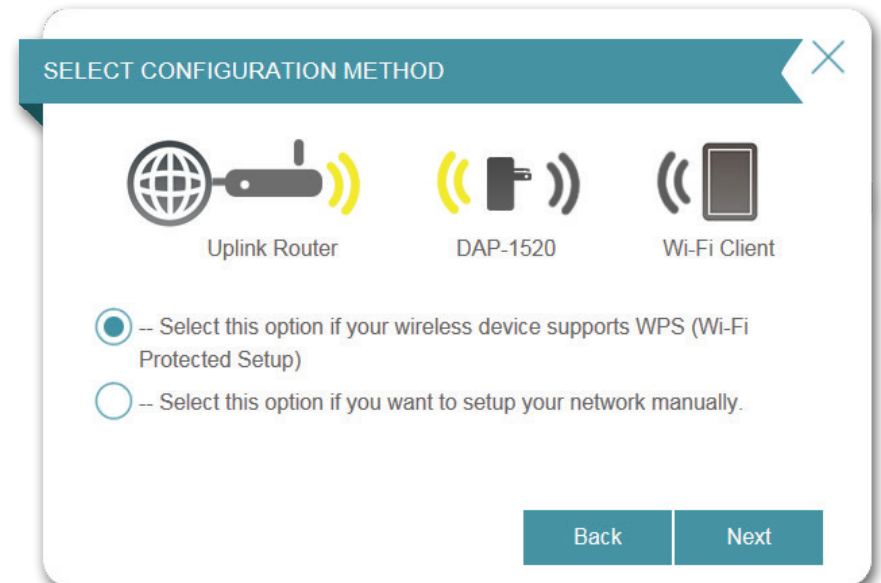 SELECT CONFIGURATION METHOD
Uplink Router
DAP-1520
Wi-Fi Client
-- Select this option if your wireless device supports WPS (Wi-Fi
Protected Setup)
-- Select this option if you want to setup your network manually.
Back
Next